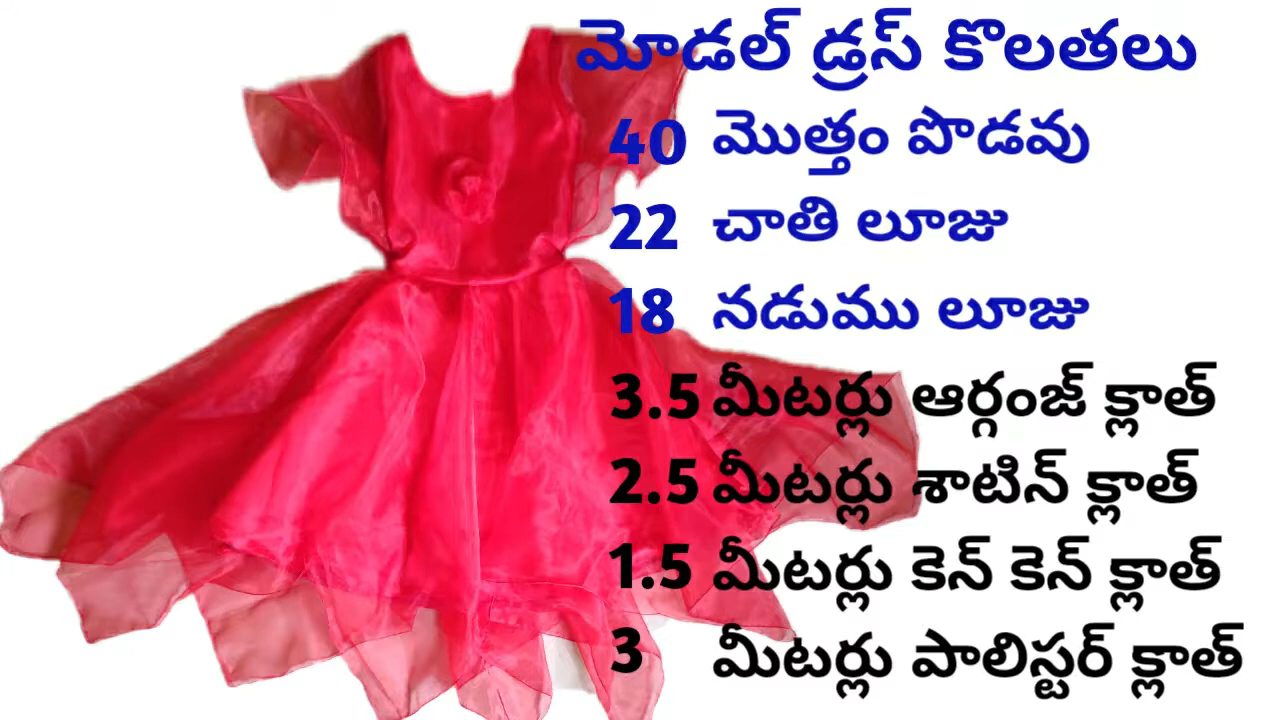 మోడల్ డ్రస్ కొలతలు
40 మొత్తం పొడవు
22 చాతి లూజు
18 నడుము లూజు
3.5 మీటర్లు ఆర్గంజ్ క్లాత్
2.5 మీటర్లు శాటిన్ క్లాత్
1.5 మీటర్లు కెన్ కెన్ క్లాత్
3 మీటర్లు పాలిస్టర్ క్లాత్